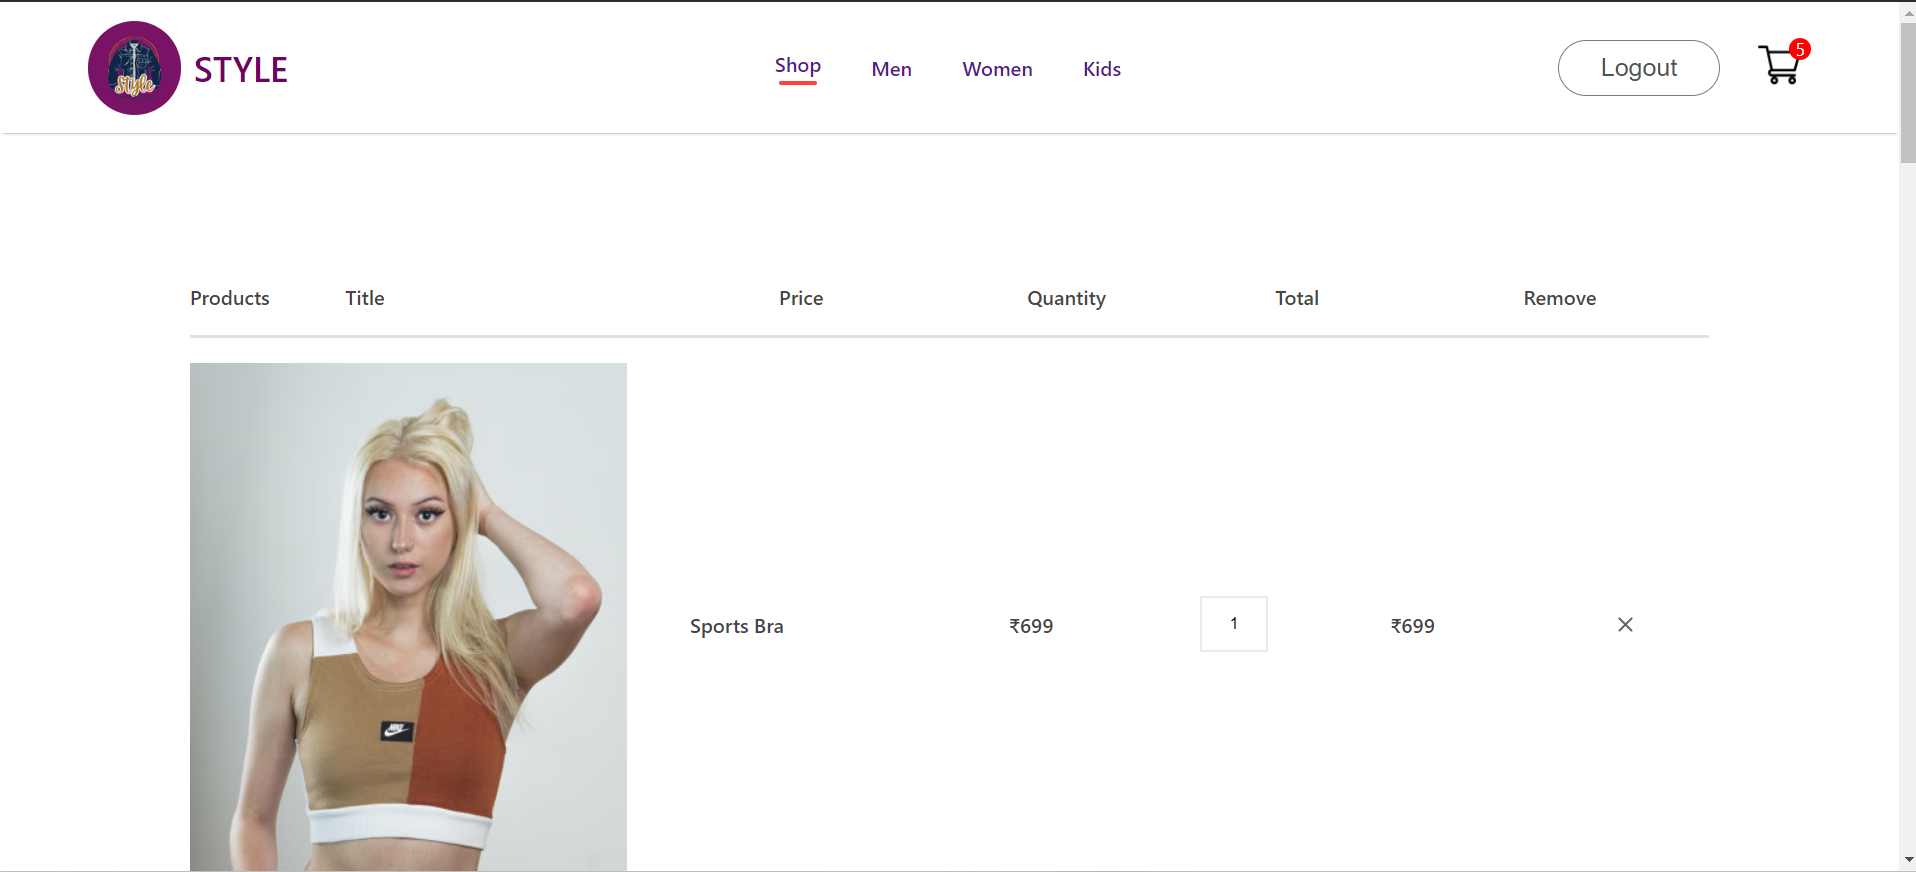 Style
STYLE
Shop
Men
Women
Kids
Logout
5
Products
Title
Price
Quantity
Total
Remove
NIKE
Sports Bra
₹699
1
₹699